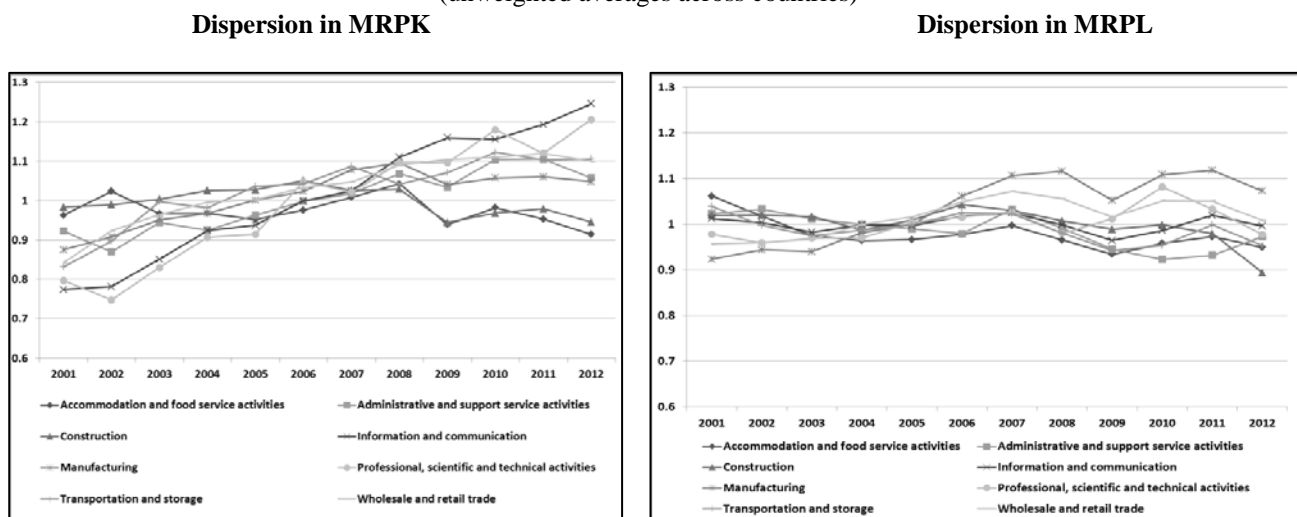 (unweighted averages across countries)
Dispersion in MRPK
Dispersion in MRPL
1.3
1.2
1.1
1
0.9
0.8
0.7
0.6
2001 2002 2003 2004 2005 2006 2007 2008 2009 2010 2011 2012
Accommodation and food service activities
Administrative and support service activities
Construction
Information and communication
Manufacturing
Professional, scientific and technical activities
Transportation and storage
Wholesale and retail trade
1.3
1.2
1.1
1
0.9
0.8
0.7
0.6
2001 2002 2003 2004 2005 2006 2007 2008 2009 2010 2011 2012
Accommodation and food service activities
Administrative and support service activities
Construction
Information and communication
Manufacturing
Professional, scientific and technical activities
Transportation and storage
Wholesale and retail trade